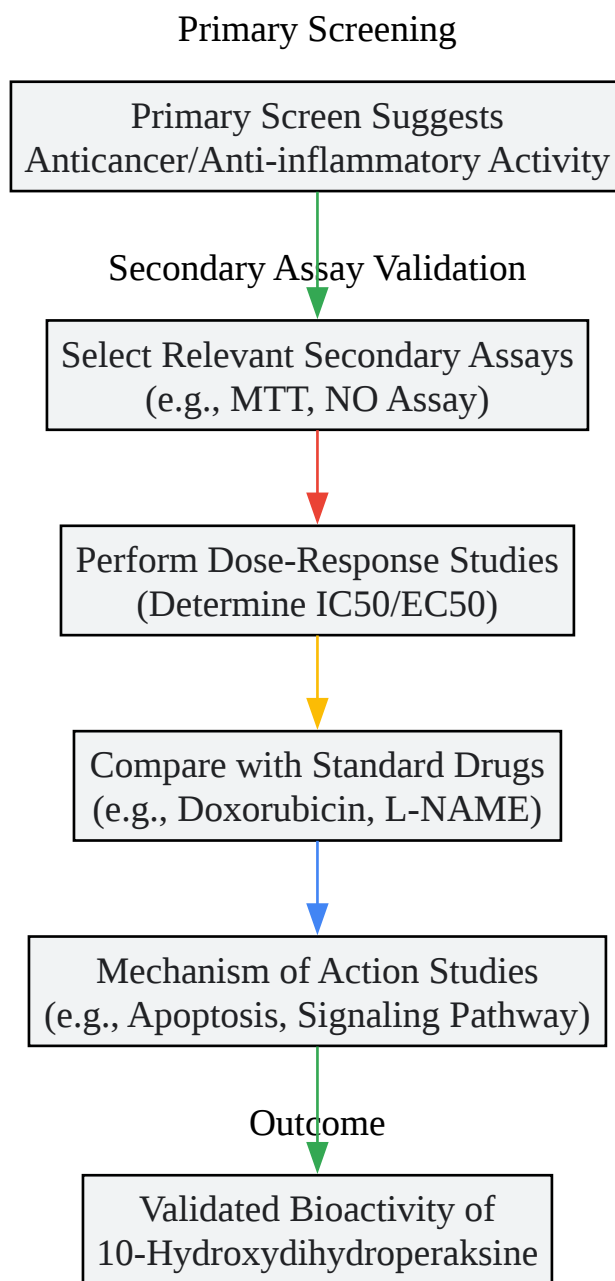 Primary Screening
Primary Screen Suggests
Anticancer/Anti-inflammatory Activity
Secondary Assay Validation
Select Relevant Secondary Assays
(e.g., MTT, NO Assay)
Perform Dose-Response Studies
(Determine IC50/EC50)
Compare with Standard Drugs
(e.g., Doxorubicin, L-NAME)
Mechanism of Action Studies
(e.g., Apoptosis, Signaling Pathway)
Outcome
Validated Bioactivity of
10-Hydroxydihydroperaksine